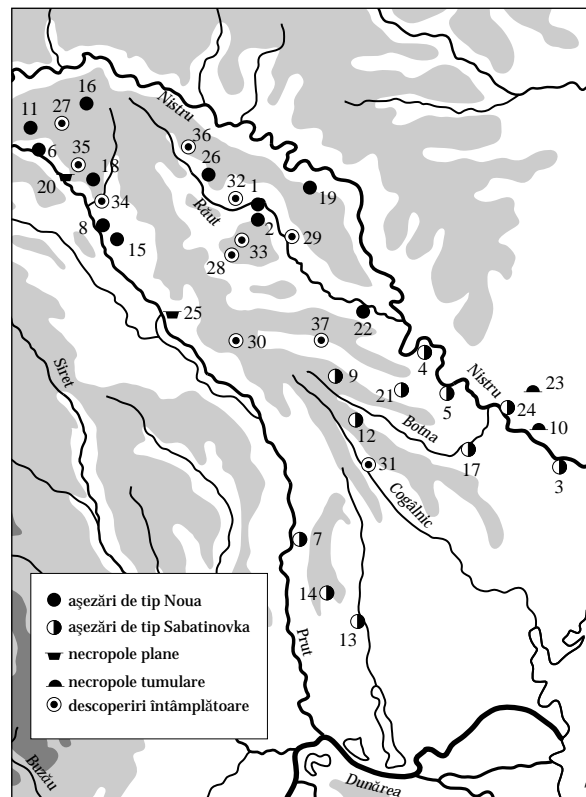 16
Nistru
11
27
36
6
35
26
20
18
32
1
19
34
Răut
2
8
33
29
15
28
25
22
30
37
4
Siret
9
Nistru
23
21
5
24
Botna
10
12
17
31
3
Cogâlnic
7
14
13
așezări de tip Noua
așezări de tip Sabatinovka
necropole plane
necropole tumulare
descoperiri întâmplătoare
Prut
Buzău
Dunărea